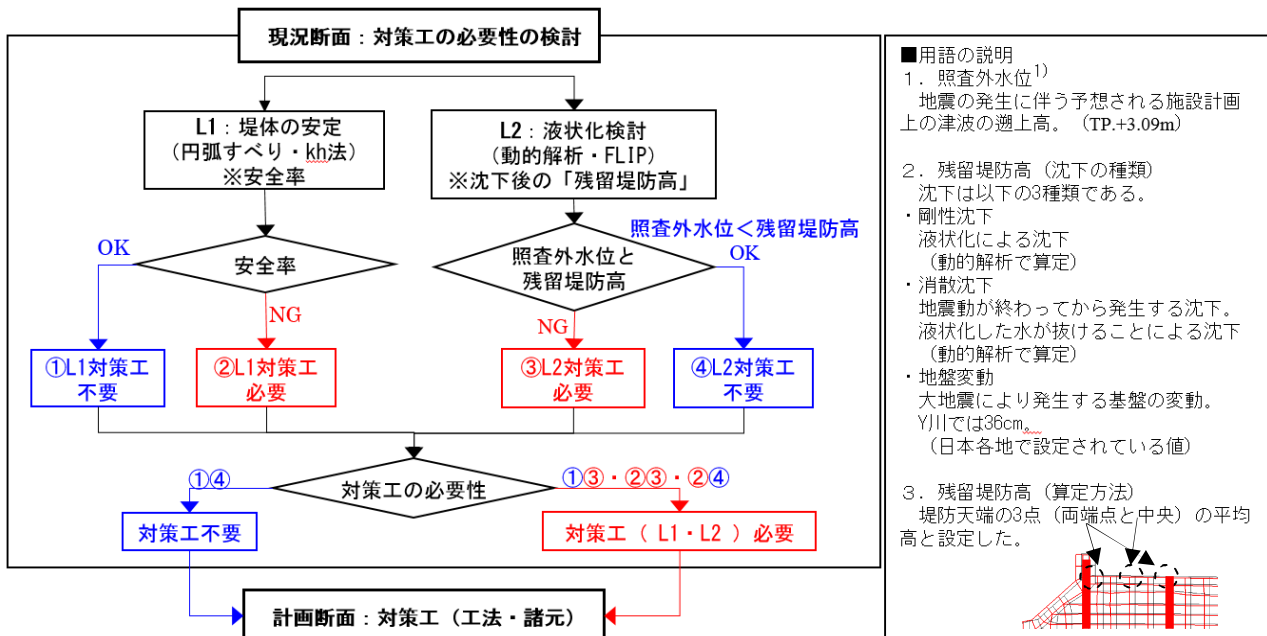 現況断面：対策工の必要性の検討
L1：堤体の安定
(円弧すべり・kh法)
※安全率
L2：液状化検討
(動的解析・FLIP)
※沈下後の「残留堤防高」
照査外水位＜残留堤防高
OK
安全率
照査外水位と
残留堤防高
OK
NG
NG
①L1対策工
不要
②L1対策工
必要
③L2対策工
必要
④L2対策工
不要
①④
対策工の必要性
①③・②③・②④
対策工不要
対策工（L1・L2）必要
計画断面：対策工（工法・諸元）
■用語の説明
１．照査外水位1)
地震の発生に伴う予想される施設計画
上の津波の遡上高。（TP.+3.09m）
２．残留堤防高（沈下の種類）
沈下は以下の3種類である。
・剛性沈下
液状化による沈下
（動的解析で算定）
・消散沈下
地震動が終わってから発生する沈下。
液状化した水が抜けることによる沈下
（動的解析で算定）
・地盤変動
大地震により発生する基盤の変動。
Y川では36cm。
（日本各地で設定されている値）
３．残留堤防高（算定方法）
堤防天端の3点（両端点と中央）の平均
高と設定した。